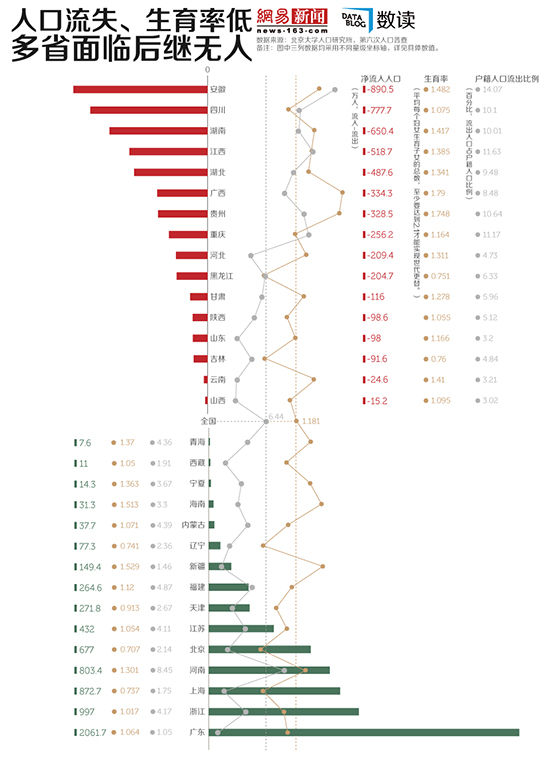 人口流失、生育率低
多省面临后继无人
網易新闻
news·163·com
DATA BLOG
数读
数据来源：北京大学人口研究所、第六次人口普查
备注：图中三列数据均采用不同量级坐标轴，详见具体数值。
0
净流入人口
（万人，流入-流出）
生育率
（平均每个妇女生育子女的总数，至少要达到2.1才能实现世代更替。）
户籍人口流出比例
（百分比，流出人口占户籍人口比例）
安徽 -890.5 1.482 14.07
四川 -777.7 1.075 10.1
湖南 -650.4 1.417 10.01
江西 -518.7 1.385 11.63
湖北 -487.6 1.341 9.48
广西 -334.3 1.79 8.48
贵州 -328.5 1.748 10.64
重庆 -256.2 1.164 11.17
河北 -209.4 1.311 4.73
黑龙江 -204.7 0.751 6.33
甘肃 -116 1.278 5.96
陕西 -98.6 1.055 5.12
山东 -98 1.166 3.2
吉林 -91.6 0.76 4.84
云南 -24.6 1.41 3.21
山西 -15.2 1.095 3.02
全国 6.44 1.181
7.6 1.37 4.36 青海
11 1.05 1.91 西藏
14.3 1.363 3.67 宁夏
31.3 1.513 3.3 海南
37.7 1.071 4.39 内蒙古
77.3 0.741 2.36 辽宁
149.4 1.529 1.46 新疆
264.6 1.12 4.87 福建
271.8 0.913 2.67 天津
432 1.054 4.11 江苏
677 0.707 2.14 北京
803.4 1.301 8.45 河南
872.7 0.737 1.75 上海
997 1.017 4.17 浙江
2061.7 1.064 1.05 广东